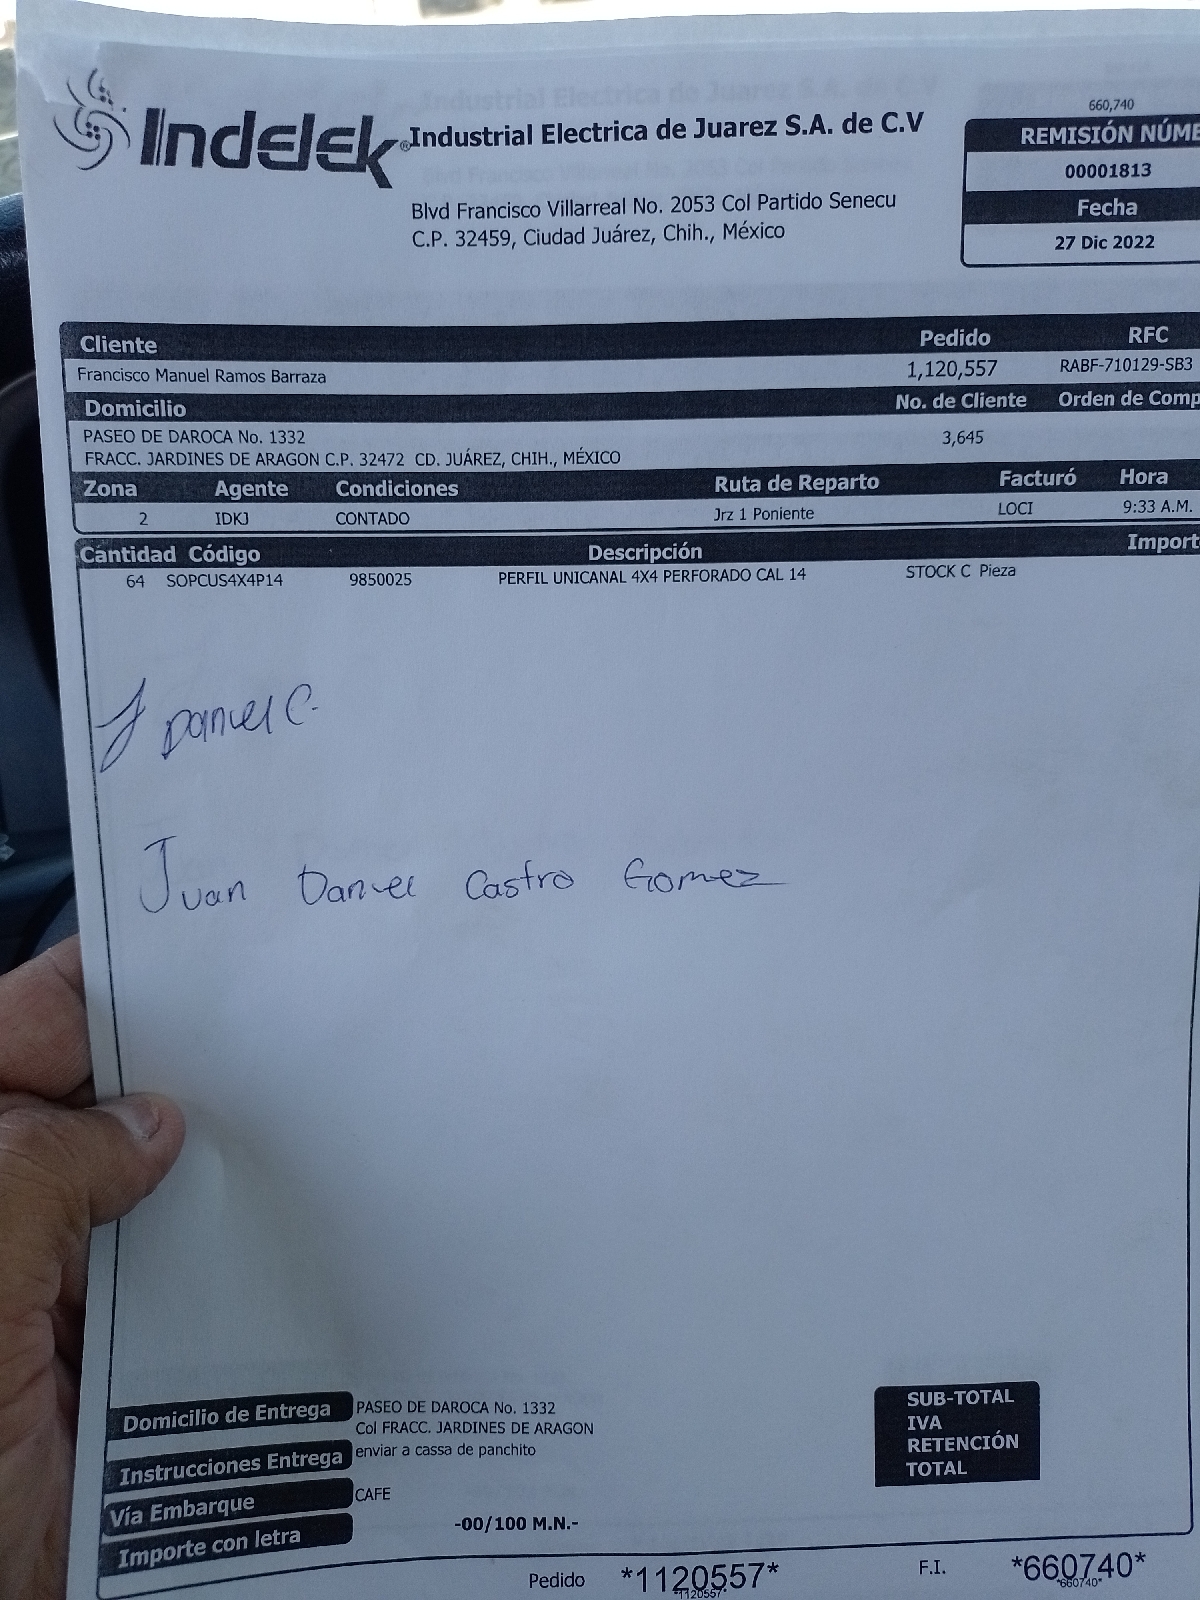 660,740
Indelek® Industrial Electrica de Juarez S.A. de C.V
REMISIÓN NÚME
00001813
Blvd Francisco Villarreal No. 2053 Col Partido Senecu
Fecha
C.P. 32459, Ciudad Juárez, Chih., México
27 Dic 2022
Cliente Pedido RFC
Francisco Manuel Ramos Barraza 1,120,557 RABF-710129-SB3
Domicilio No. de Cliente Orden de Comp
PASEO DE DAROCA No. 1332 3,645
FRACC. JARDINES DE ARAGON C.P. 32472 CD. JUÁREZ, CHIH., MÉXICO
Zona Agente Condiciones Ruta de Reparto Facturó Hora
2 IDKJ CONTADO Jrz 1 Poniente LOCI 9:33 A.M.
Cantidad Código Descripción Import
64 SOPCUS4X4P14 9850025 PERFIL UNICANAL 4X4 PERFORADO CAL 14 STOCK C Pieza
J Daniel C.
Juan Daniel Castro Gomez
Domicilio de Entrega PASEO DE DAROCA No. 1332
Col FRACC. JARDINES DE ARAGON
Instrucciones Entrega enviar a cassa de panchito
Vía Embarque CAFE
Importe con letra -00/100 M.N.-
SUB-TOTAL
IVA
RETENCIÓN
TOTAL
Pedido *1120557* F.I. *660740*
*1120557* *660740*